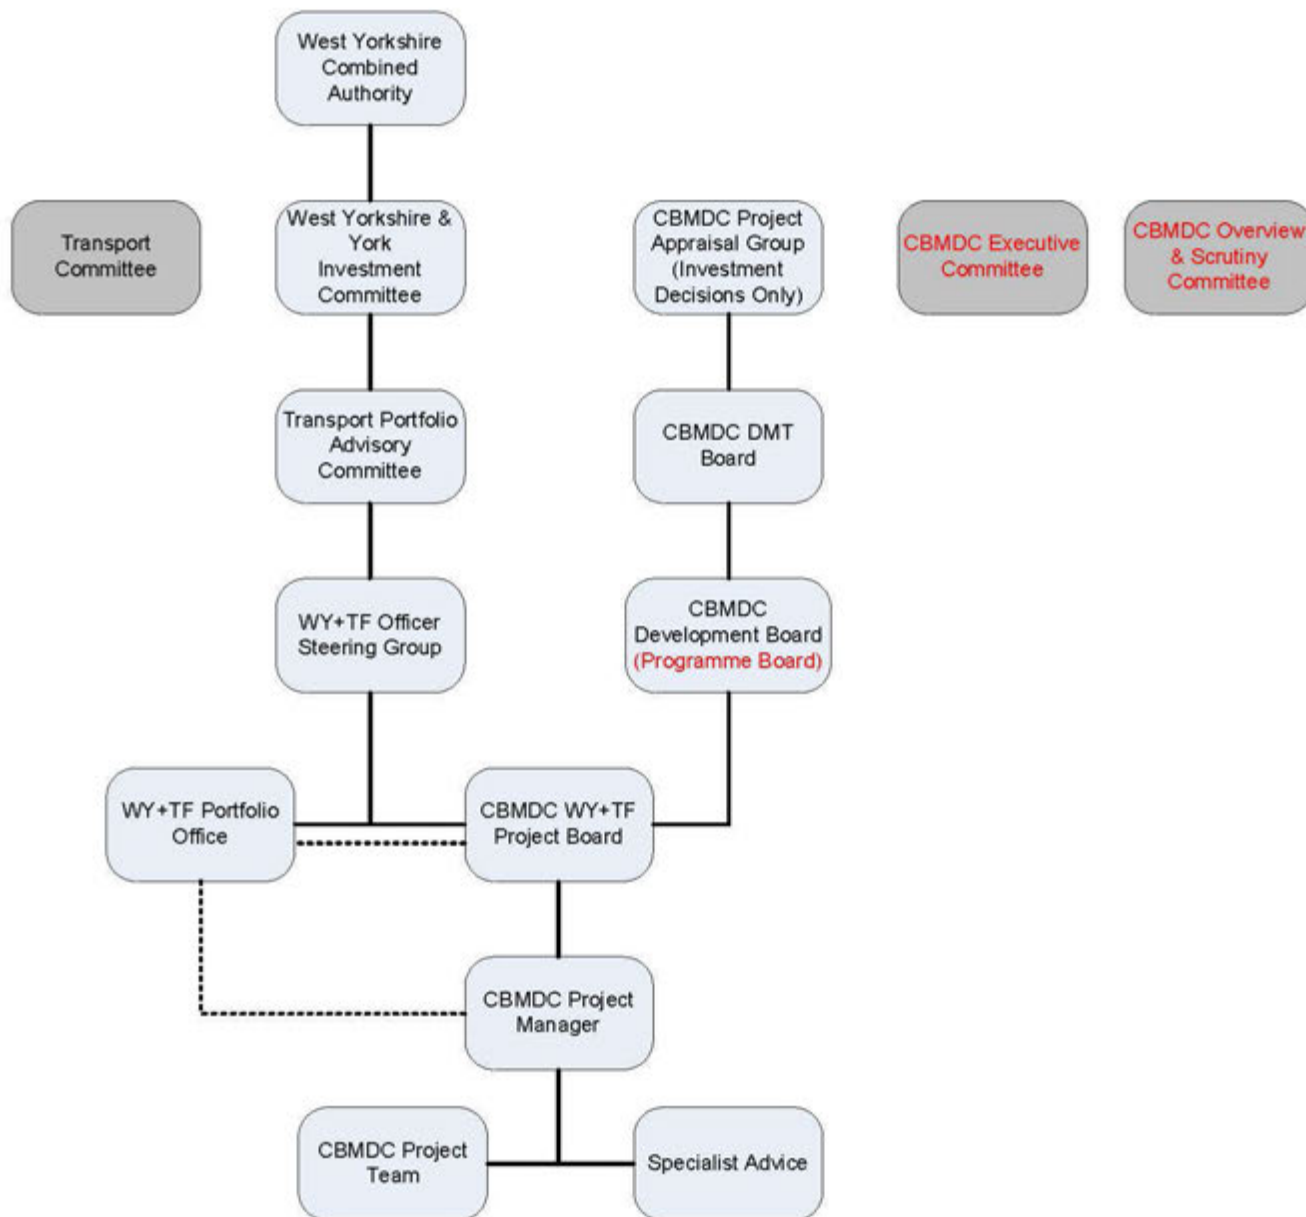 West Yorkshire
Combined
Authority
Transport
Committee
West Yorkshire &
York
Investment
Committee
CBMDC Project
Appraisal Group
(Investment
Decisions Only)
CBMDC Executive
Committee
CBMDC Overview
& Scrutiny
Committee
Transport Portfolio
Advisory
Committee
CBMDC DMT
Board
WY+TF Officer
Steering Group
CBMDC
Development Board
(Programme Board)
WY+TF Portfolio
Office
CBMDC WY+TF
Project Board
CBMDC Project
Manager
CBMDC Project
Team
Specialist Advice